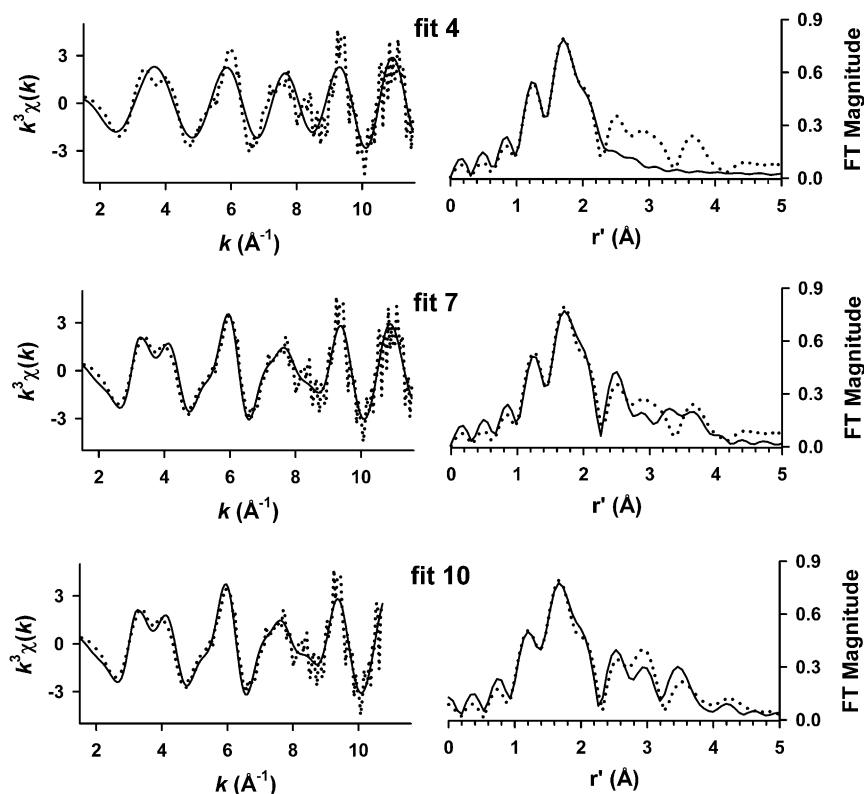 fit 4
3
0
-3
k³χ(k)
2 4 6 8 10
k (Å⁻¹)
0.9
0.6
0.3
0.0
FT Magnitude
0 1 2 3 4 5
r' (Å)
fit 7
3
0
-3
k³χ(k)
2 4 6 8 10
k (Å⁻¹)
0.9
0.6
0.3
0.0
FT Magnitude
0 1 2 3 4 5
r' (Å)
fit 10
3
0
-3
k³χ(k)
2 4 6 8 10
k (Å⁻¹)
0.9
0.6
0.3
0.0
FT Magnitude
0 1 2 3 4 5
r' (Å)